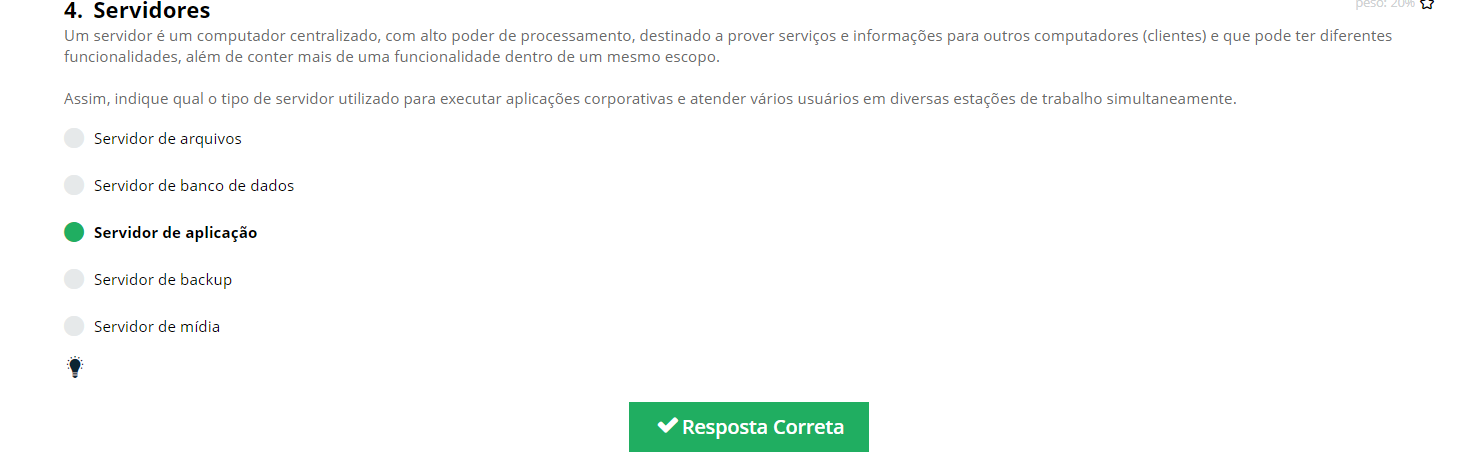 4. Servidores
peso: 20%
Um servidor é um computador centralizado, com alto poder de processamento, destinado a prover serviços e informações para outros computadores (clientes) e que pode ter diferentes
funcionalidades, além de conter mais de uma funcionalidade dentro de um mesmo escopo.
Assim, indique qual o tipo de servidor utilizado para executar aplicações corporativas e atender vários usuários em diversas estações de trabalho simultaneamente.
Servidor de arquivos
Servidor de banco de dados
Servidor de aplicação
Servidor de backup
Servidor de mídia
Resposta Correta